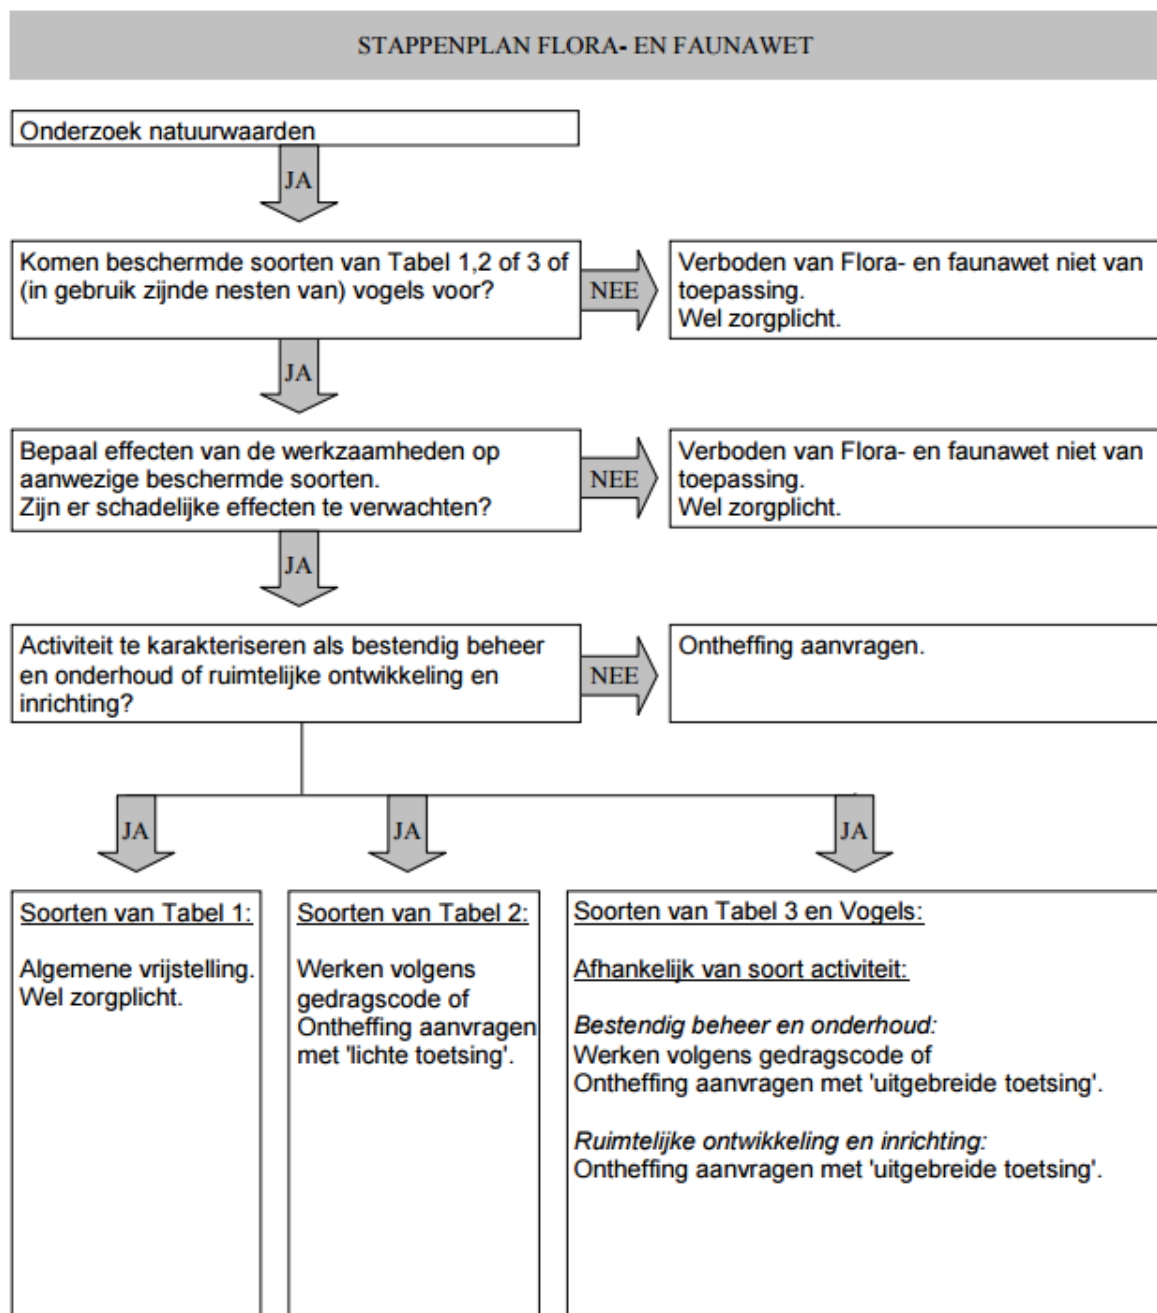 STAPPENPLAN FLORA- EN FAUNAWET
Onderzoek natuurwaarden
JA
Komen beschermde soorten van Tabel 1,2 of 3 of
(in gebruik zijnde nesten van) vogels voor?
NEE
Verboden van Flora- en faunawet niet van
toepassing.
Wel zorgplicht.
JA
Bepaal effecten van de werkzaamheden op
aanwezige beschermde soorten.
Zijn er schadelijke effecten te verwachten?
NEE
Verboden van Flora- en faunawet niet van
toepassing.
Wel zorgplicht.
JA
Activiteit te karakteriseren als bestendig beheer
en onderhoud of ruimtelijke ontwikkeling en
inrichting?
NEE
Ontheffing aanvragen.
JA
JA
JA
Soorten van Tabel 1:
Algemene vrijstelling.
Wel zorgplicht.
Soorten van Tabel 2:
Werken volgens
gedragscode of
Ontheffing aanvragen
met 'lichte toetsing'.
Soorten van Tabel 3 en Vogels:
Afhankelijk van soort activiteit:
Bestendig beheer en onderhoud:
Werken volgens gedragscode of
Ontheffing aanvragen met 'uitgebreide toetsing'.
Ruimtelijke ontwikkeling en inrichting:
Ontheffing aanvragen met 'uitgebreide toetsing'.